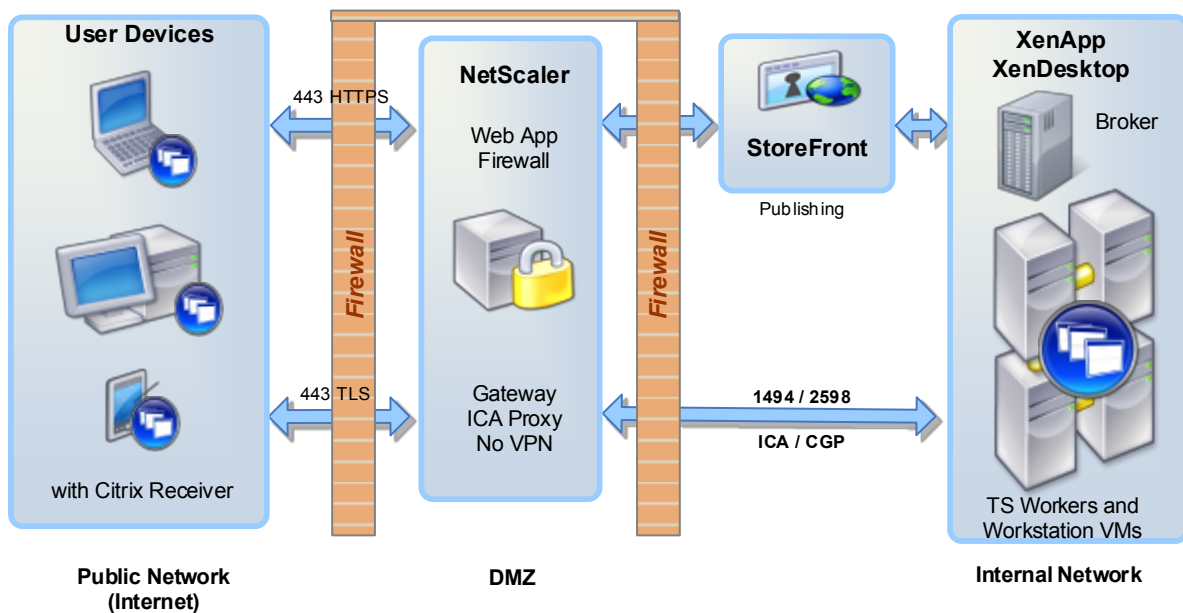 User Devices
443 HTTPS
443 TLS
with Citrix Receiver
Public Network
(Internet)
Firewall
NetScaler
Web App
Firewall
Gateway
ICA Proxy
No VPN
DMZ
Firewall
StoreFront
Publishing
1494 / 2598
ICA / CGP
XenApp
XenDesktop
Broker
TS Workers and
Workstation VMs
Internal Network